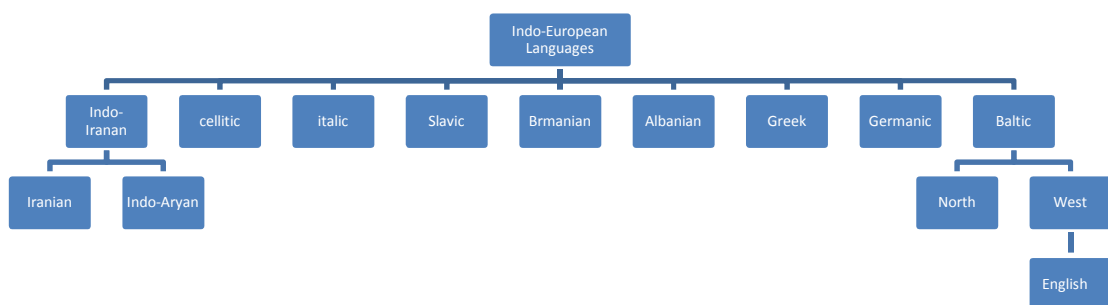 Indo-European
Languages
Indo-
Iranan
cellitic
italic
Slavic
Brmanian
Albanian
Greek
Germanic
Baltic
Iranian
Indo-Aryan
North
West
English